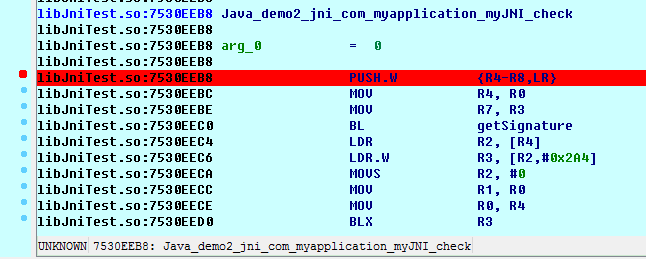 libJniTest.so:7530EEB8 Java_demo2_jni_com_myapplication_myJNI_check
libJniTest.so:7530EEB8
libJniTest.so:7530EEB8 arg_0 = 0
libJniTest.so:7530EEB8
libJniTest.so:7530EEB8 PUSH.W {R4-R8,LR}
libJniTest.so:7530EEBC MOV R4, R0
libJniTest.so:7530EEBE MOV R7, R3
libJniTest.so:7530EEC0 BL getSignature
libJniTest.so:7530EEC4 LDR R2, [R4]
libJniTest.so:7530EEC6 LDR.W R3, [R2,#0x2A4]
libJniTest.so:7530EECA MOVS R2, #0
libJniTest.so:7530EECC MOV R1, R0
libJniTest.so:7530EECE MOV R0, R4
libJniTest.so:7530EED0 BLX R3
UNKNOWN 7530EEB8: Java_demo2_jni_com_myapplication_myJNI_check